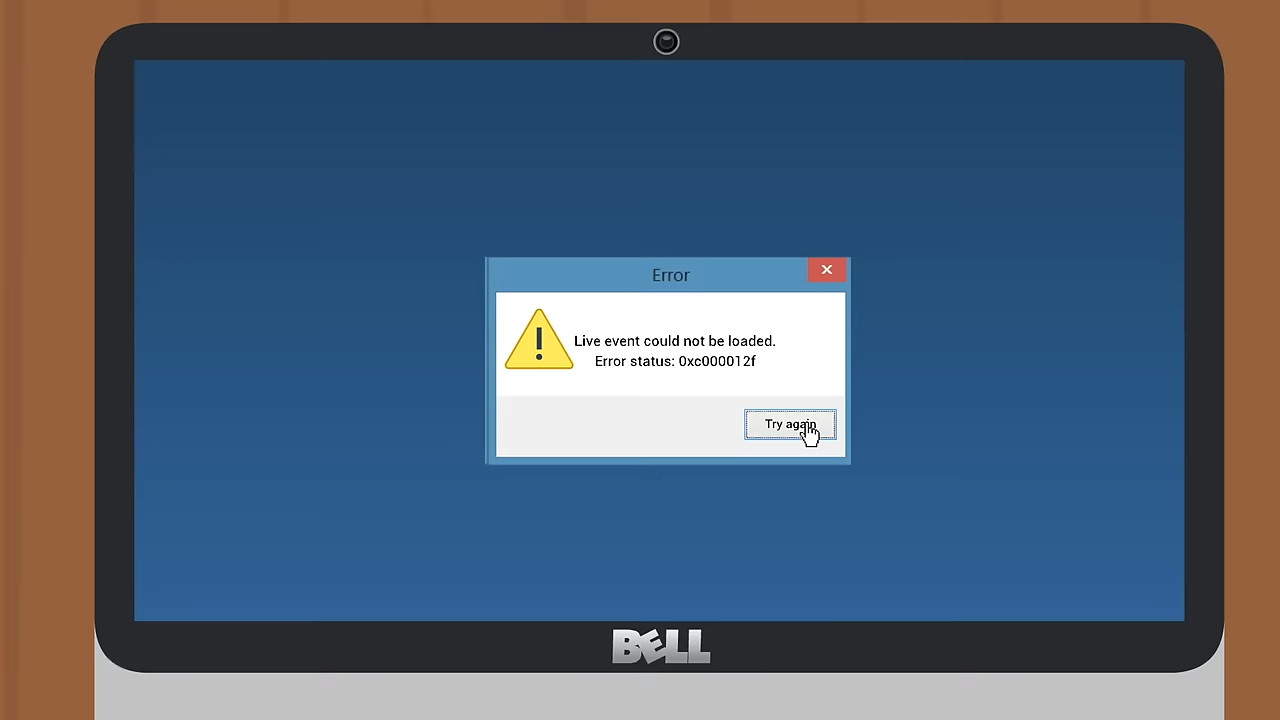 Error
Live event could not be loaded.
Error status: 0xc000012f
Try again
BELL